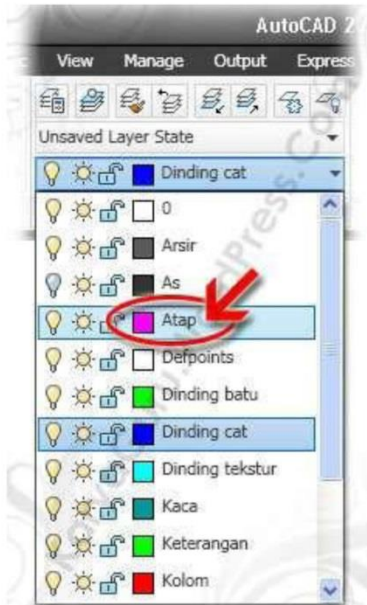 AutoCAD 2
View Manage Output Express
Unsaved Layer State
Dinding cat
0
Arsir
As
Atap
Defpoints
Dinding batu
Dinding cat
Dinding tekstur
Kaca
Keterangan
Kolom